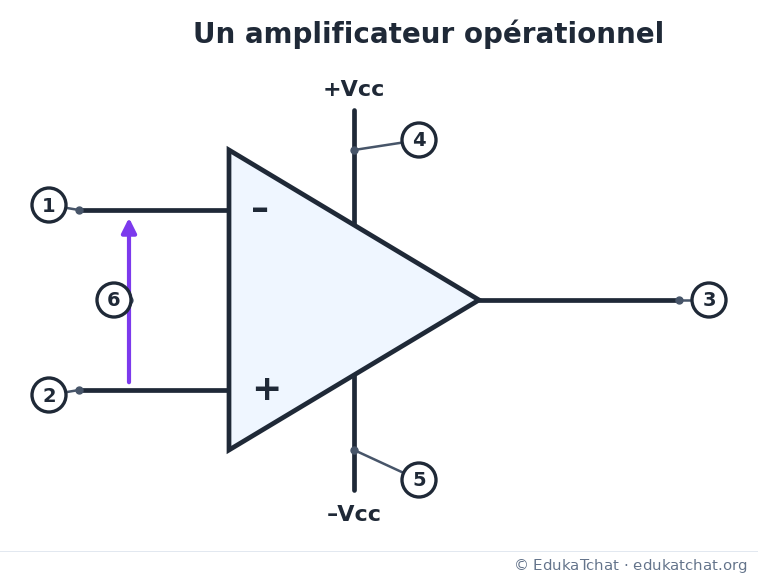 Un amplificateur opérationnel
+Vcc
4
1
–
6
3
2
+
5
–Vcc
© EdukaTchat · edukatchat.org